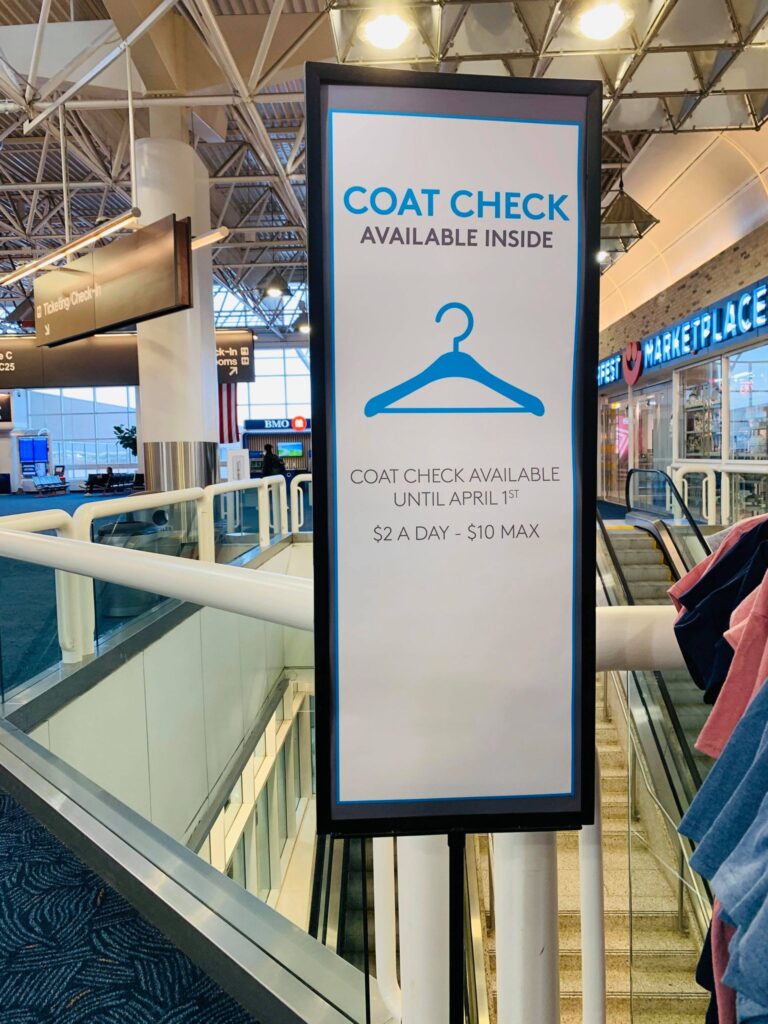 COAT CHECK
AVAILABLE INSIDE
COAT CHECK AVAILABLE
UNTIL APRIL 1ST
$2 A DAY - $10 MAX
Ticketing/Check-in
C25
BMO
MARKETPLACE